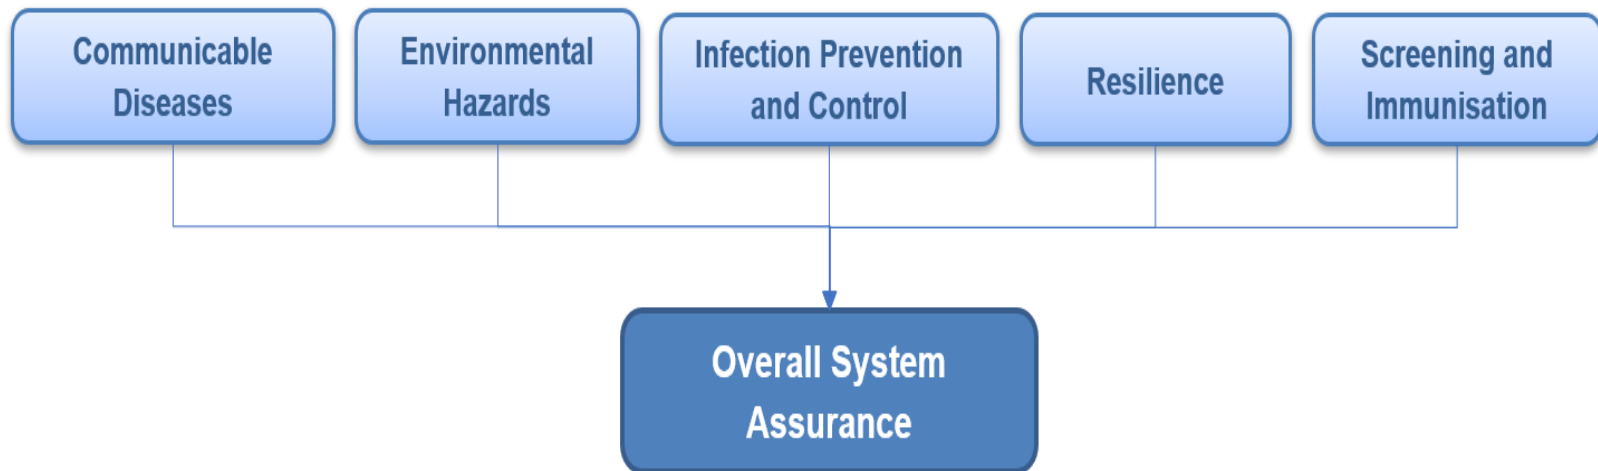 Communicable
Diseases
Environmental
Hazards
Infection Prevention
and Control
Resilience
Screening and
Immunisation
Overall System
Assurance